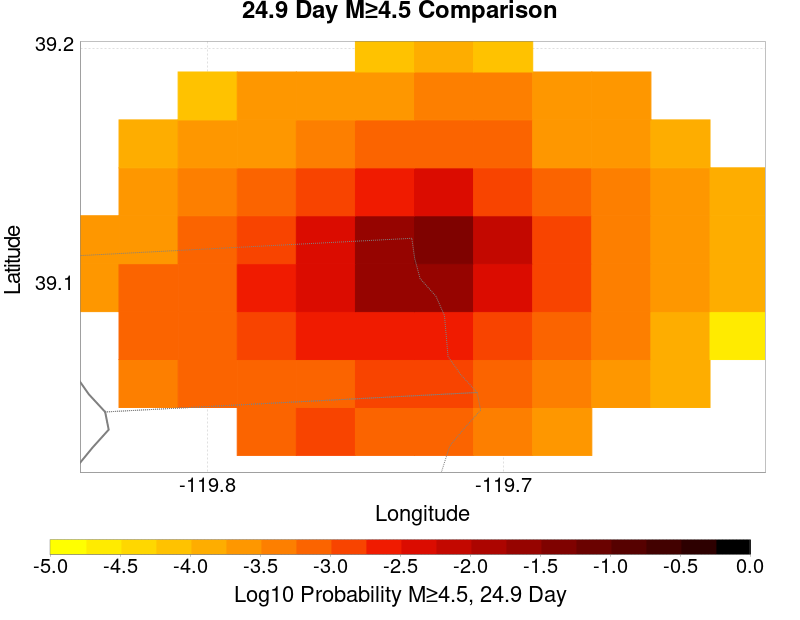 24.9 Day M≥4.5 Comparison
39.2
39.1
Latitude
-119.8 -119.7
Longitude
-5.0 -4.5 -4.0 -3.5 -3.0 -2.5 -2.0 -1.5 -1.0 -0.5 0.0
Log10 Probability M≥4.5, 24.9 Day